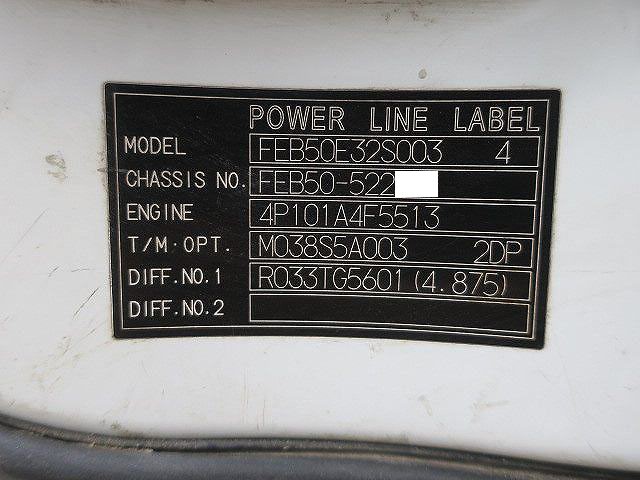 POWER LINE LABEL
MODEL FEB50E32S003 4
CHASSIS NO. FEB50-522
ENGINE 4P101A4F5513
T/M·OPT. M038S5A003 2DP
DIFF.NO.1 R033TG5601 (4.875)
DIFF.NO.2